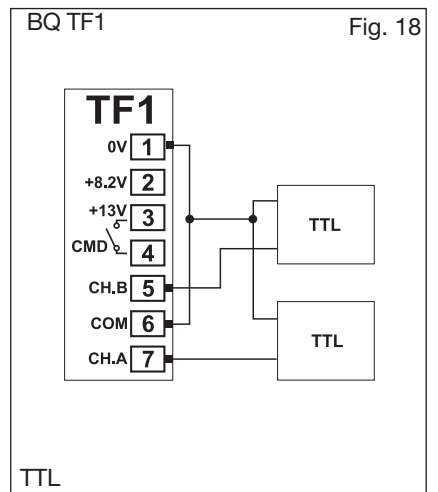 BQ TF1
Fig. 18
TF1
0V 1
+8.2V 2
+13V 3
CMD 4
CH.B 5
COM 6
CH.A 7
TTL
TTL
TTL